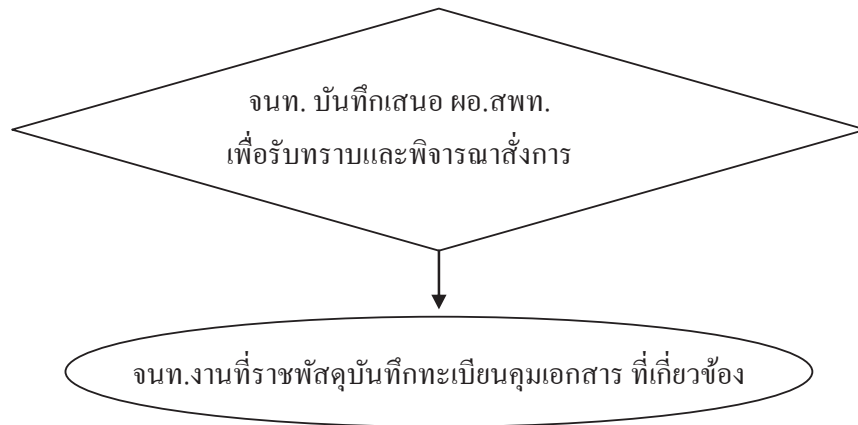 จนท. บันทึกเสนอ ผอ.สพท.
เพื่อรับทราบและพิจารณาสั่งการ
จนท.งานที่ราชพัสดุบันทึกทะเบียนคุมเอกสาร ที่เกี่ยวข้อง